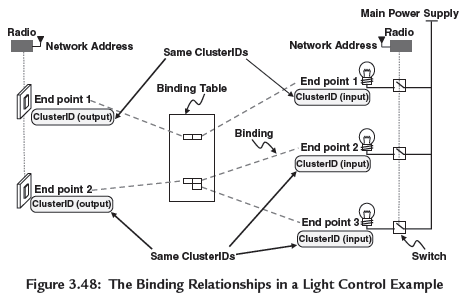 Main Power Supply
Radio
Network Address
Same ClusterIDs
Network Address
Radio
Binding Table
End point 1
ClusterID (output)
End point 1
ClusterID (input)
Binding
End point 2
ClusterID (input)
End point 2
ClusterID (output)
End point 3
ClusterID (input)
Same ClusterIDs
Switch
Figure 3.48: The Binding Relationships in a Light Control Example